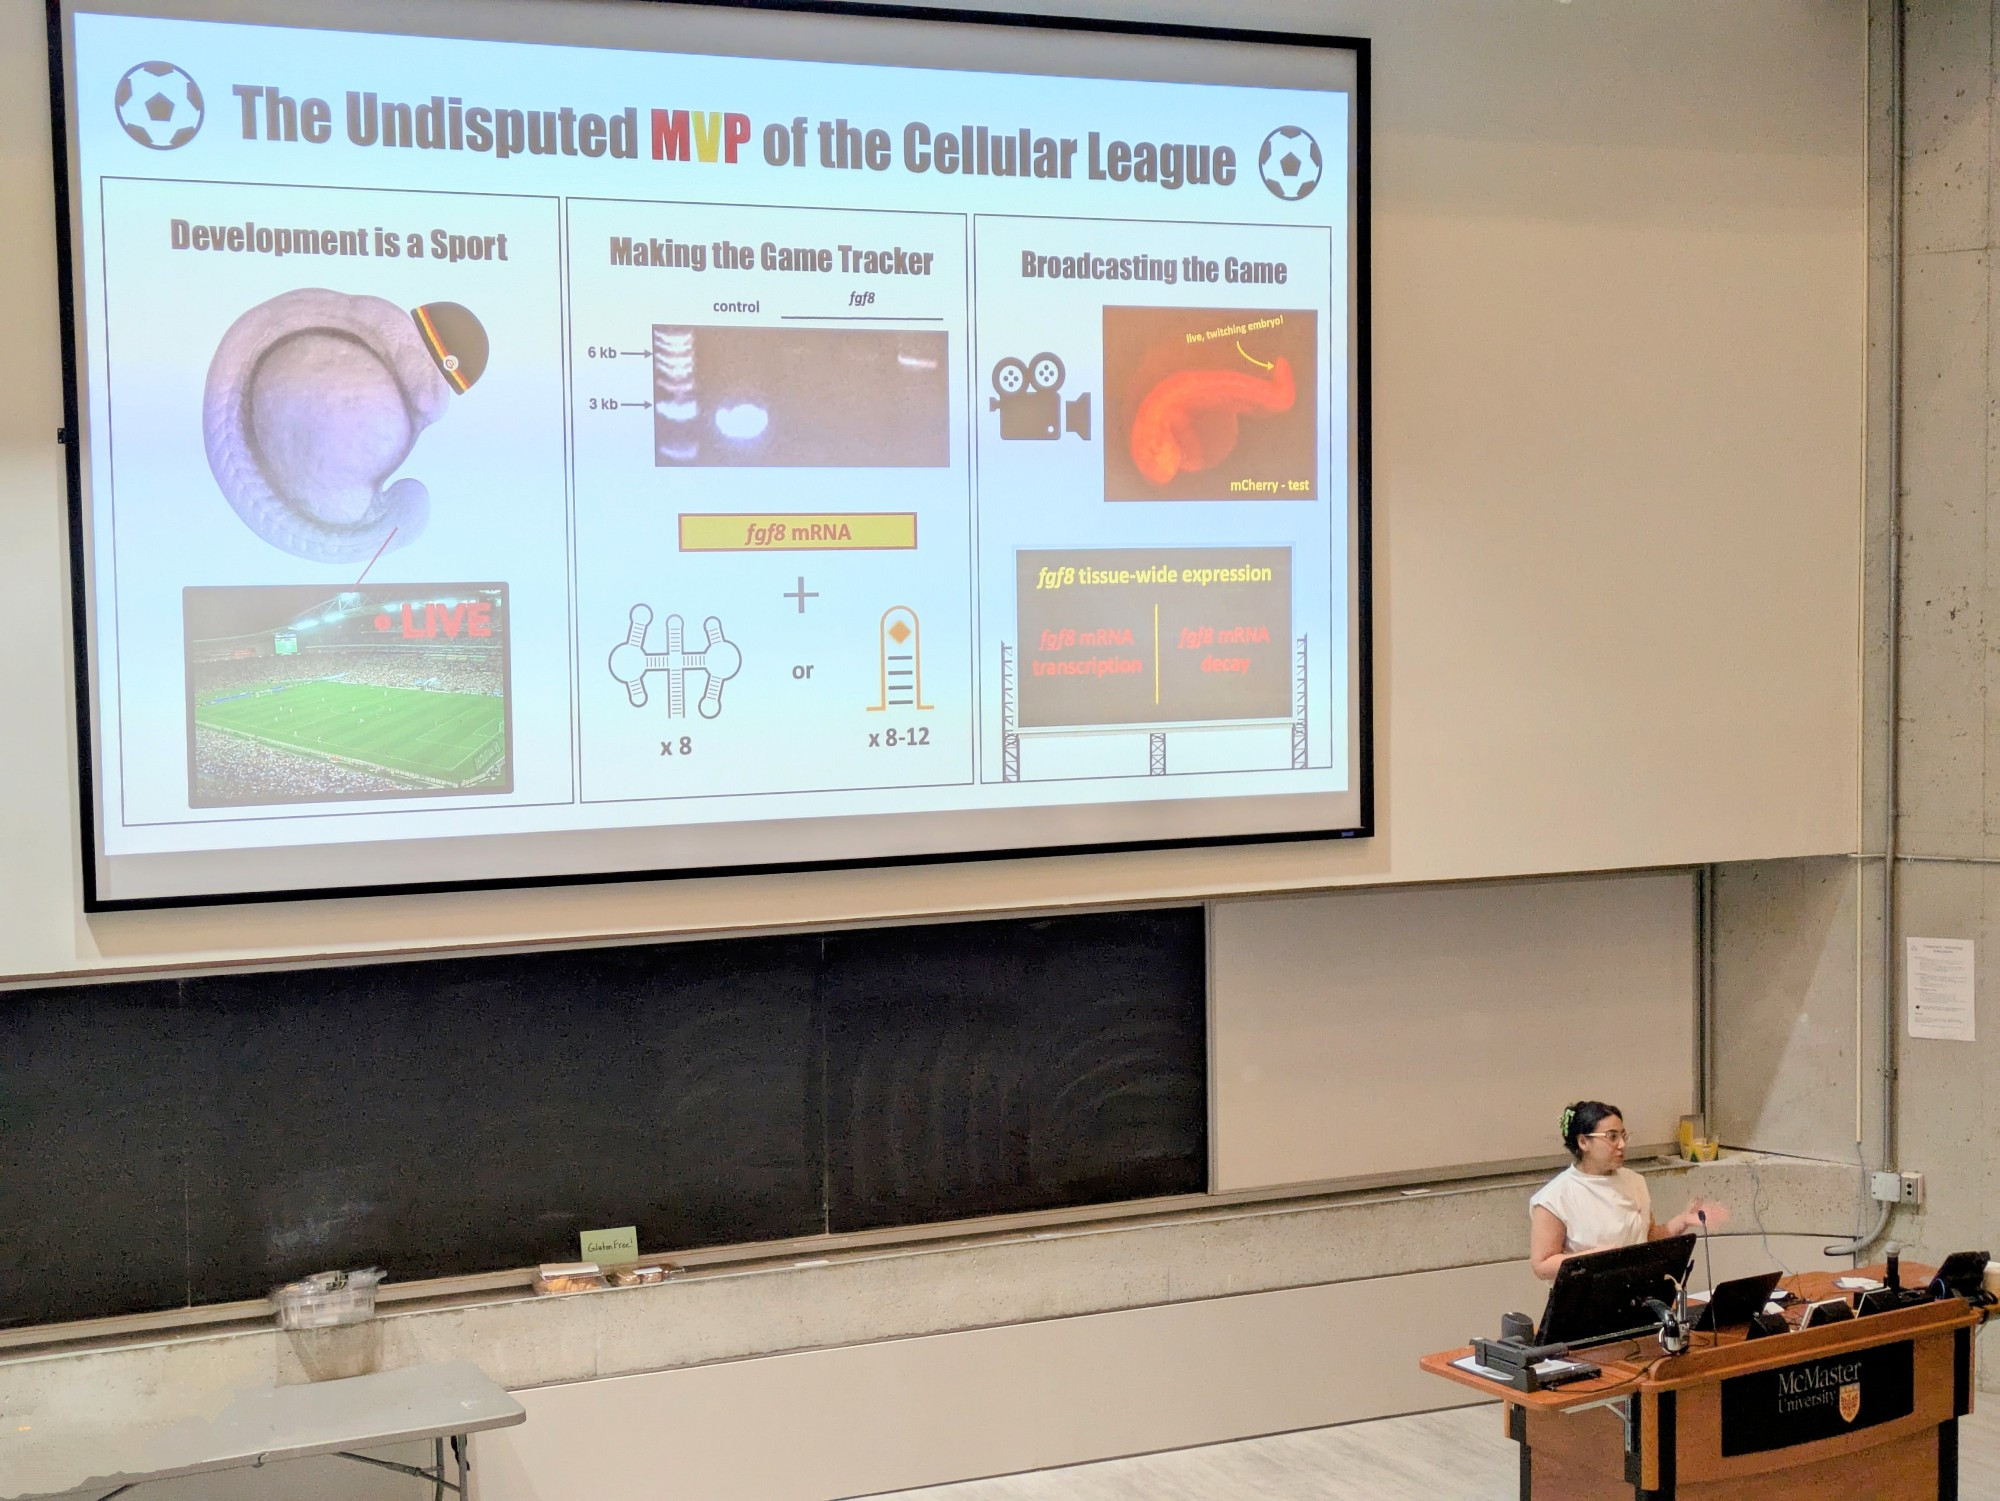 The Undisputed MVP of the Cellular League
Development is a Sport
LIVE
Making the Game Tracker
control
fgf8
6 kb
3 kb
fgf8 mRNA
+
or
x 8
x 8-12
Broadcasting the Game
live, twitching embryo!
mCherry - test
fgf8 tissue-wide expression
fgf8 mRNA
transcription
fgf8 mRNA
decay
GlutenFree!
McMaster
University